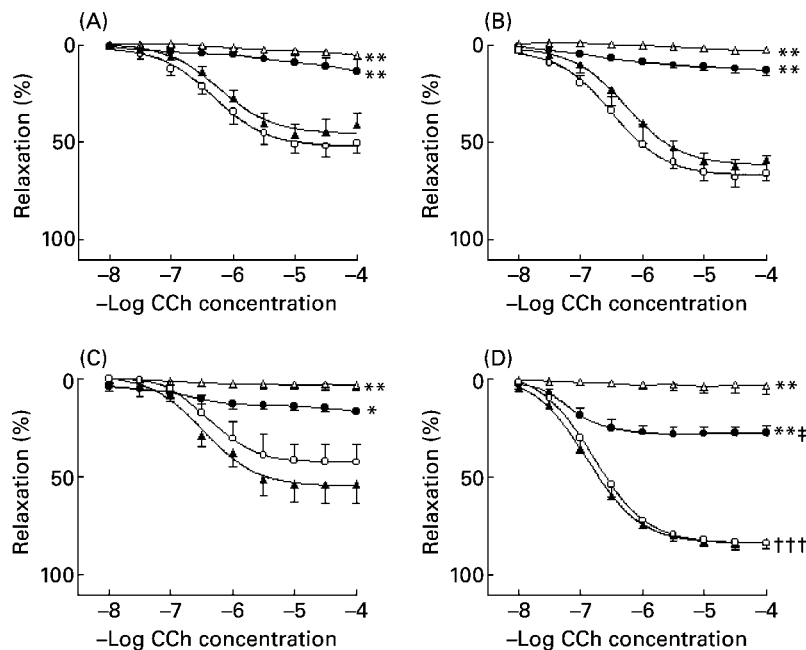 (A)
0
50
100
Relaxation (%)
**
**
–8 –7 –6 –5 –4
–Log CCh concentration
(B)
0
50
100
Relaxation (%)
**
**
–8 –7 –6 –5 –4
–Log CCh concentration
(C)
0
50
100
Relaxation (%)
**
*
–8 –7 –6 –5 –4
–Log CCh concentration
(D)
0
50
100
Relaxation (%)
**
**‡
†††
–8 –7 –6 –5 –4
–Log CCh concentration